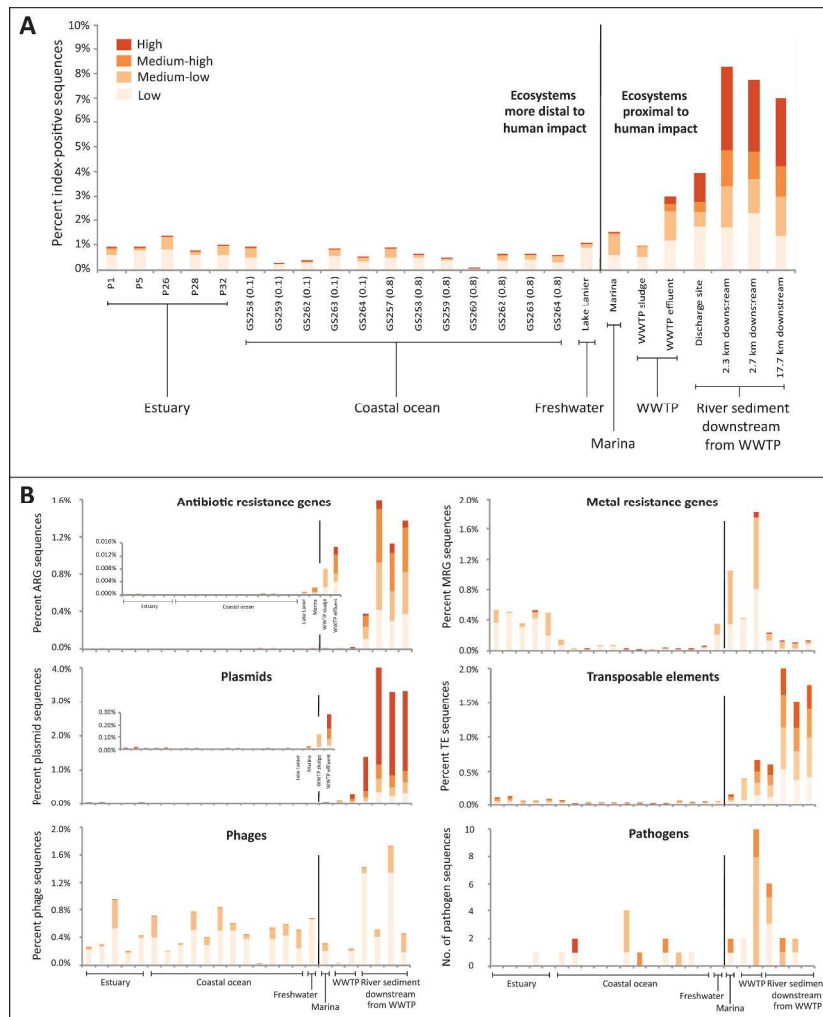 A
Percent index-positive sequences
10%
9%
8%
7%
6%
5%
4%
3%
2%
1%
0%
High
Medium-high
Medium-low
Low
Ecosystems
more distal to
human impact
Ecosystems
proximal to
human impact
P1
P5
P26
P28
P32
GS258 (0.1)
GS259 (0.1)
GS262 (0.1)
GS263 (0.1)
GS264 (0.1)
GS257 (0.8)
GS258 (0.8)
GS259 (0.8)
GS260 (0.8)
GS262 (0.8)
GS263 (0.8)
GS264 (0.8)
Lake Lanier
Marina
WWTP sludge
WWTP effluent
Discharge site
2.3 km downstream
2.7 km downstream
17.7 km downstream
Estuary
Coastal ocean
Freshwater
Marina
WWTP
River sediment
downstream
from WWTP
B
Antibiotic resistance genes
Percent ARG sequences
1.6%
1.2%
0.8%
0.4%
0.0%
0.016%
0.012%
0.008%
0.004%
0.000%
Estuary
Coastal ocean
Lake Lanier
Marina
WWTP sludge
WWTP effluent
Metal resistance genes
Percent MRG sequences
2.0%
1.6%
1.2%
0.8%
0.4%
0.0%
Plasmids
Percent plasmid sequences
4.0%
3.0%
2.0%
1.0%
0.0%
0.30%
0.20%
0.10%
0.00%
Lake Lanier
Marina
WWTP sludge
WWTP effluent
Transposable elements
Percent TE sequences
2.0%
1.5%
1.0%
0.5%
0.0%
Phages
Percent phage sequences
2.0%
1.6%
1.2%
0.8%
0.4%
0.0%
Estuary
Coastal ocean
Freshwater
Marina
WWTP
River sediment
downstream
from WWTP
Pathogens
No. of pathogen sequences
10
8
6
4
2
0
Estuary
Coastal ocean
Freshwater
Marina
WWTP
River sediment
downstream
from WWTP